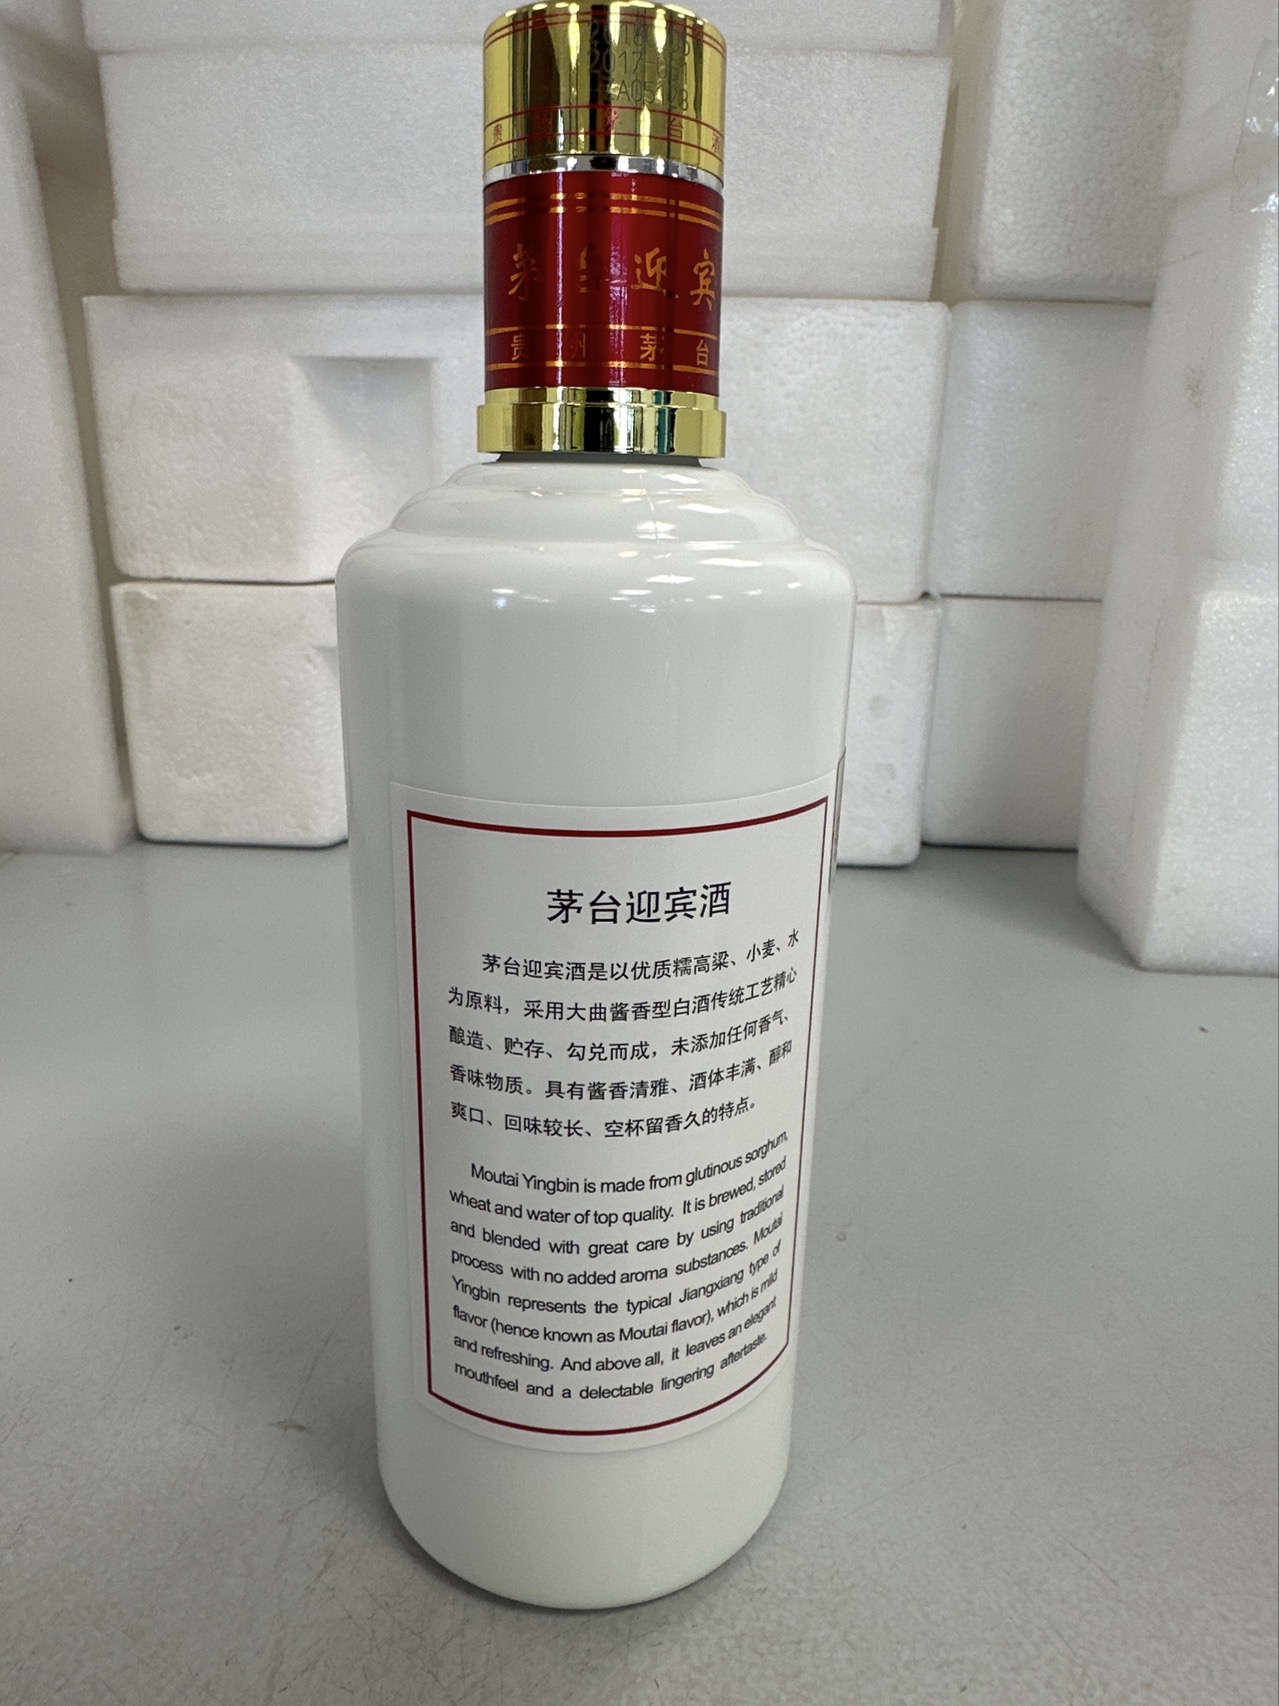 茅台迎宾
贵州茅台
茅台迎宾酒
茅台迎宾酒是以优质糯高粱、小麦、水
为原料，采用大曲酱香型白酒传统工艺精心
酿造、贮存、勾兑而成，未添加任何香气、
香味物质。具有酱香清雅、酒体丰满、醇和
爽口、回味较长、空杯留香久的特点。
Moutai Yingbin is made from glutinous sorghum,
wheat and water of top quality. It is brewed, stored
and blended with great care by using traditional
process with no added aroma substances. Moutai
Yingbin represents the typical Jiangxiang type of
flavor (hence known as Moutai flavor), which is mild
and refreshing. And above all, it leaves an elegant
mouthfeel and a delectable lingering aftertaste.